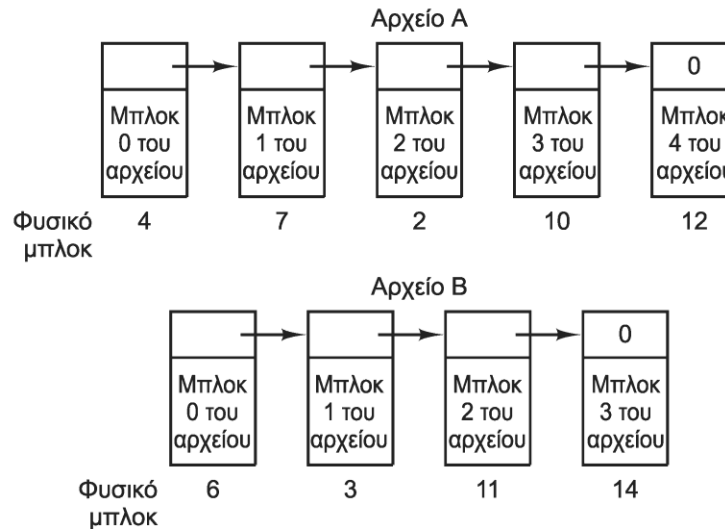 Αρχείο Α
0
Μπλοκ Μπλοκ Μπλοκ Μπλοκ Μπλοκ
0 του 1 του 2 του 3 του 4 του
αρχείου αρχείου αρχείου αρχείου αρχείου
Φυσικό 4 7 2 10 12
μπλοκ
Αρχείο Β
0
Μπλοκ Μπλοκ Μπλοκ Μπλοκ
0 του 1 του 2 του 3 του
αρχείου αρχείου αρχείου αρχείου
Φυσικό 6 3 11 14
μπλοκ